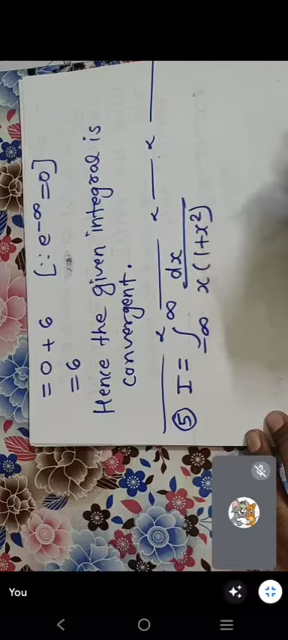 = 0 + 6 [∵ e^-∞ = 0]
= 6
Hence the given integral is
convergent.
⑤ I = ∫_{-∞}^{∞} dx / x(1+x²)
You